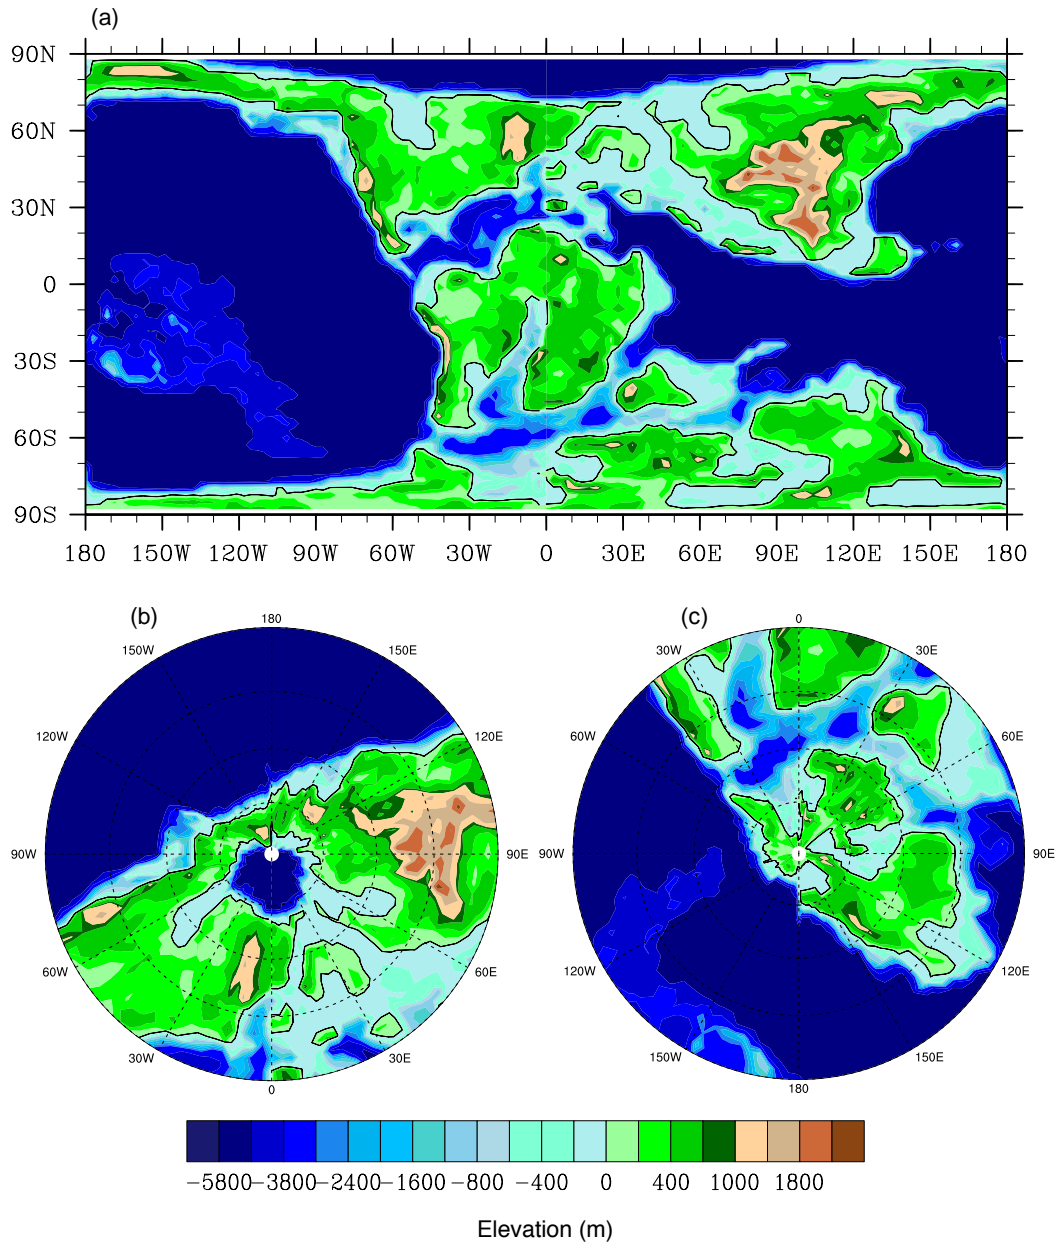 (a)
90N
60N
30N
0
30S
60S
90S
180 150W 120W 90W 60W 30W 0 30E 60E 90E 120E 150E 180
(b)
180
150W 150E
120W 120E
90W 90E
60W 60E
30W 30E
0
(c)
0
30W 30E
60W 60E
90W 90E
120W 120E
150W 150E
180
−5800 −3800 −2400 −1600 −800 −400 0 400 1000 1800
Elevation (m)